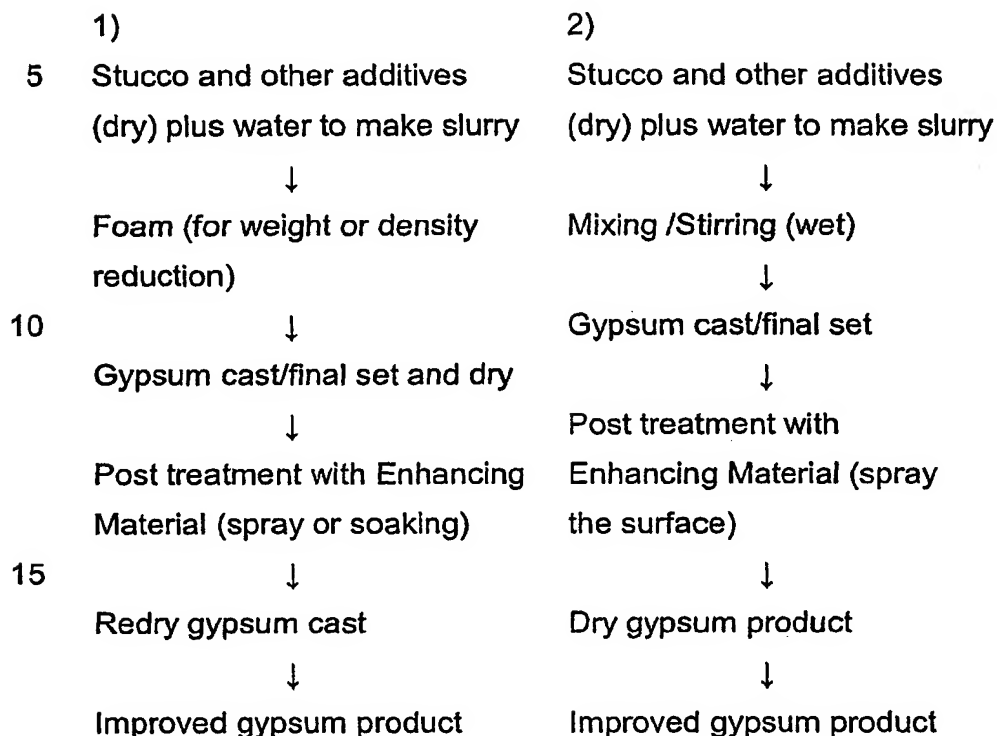 1)
5 Stucco and other additives
(dry) plus water to make slurry
↓
Foam (for weight or density
reduction)
10 ↓
Gypsum cast/final set and dry
↓
Post treatment with Enhancing
Material (spray or soaking)
15 ↓
Redry gypsum cast
↓
Improved gypsum product
2)
Stucco and other additives
(dry) plus water to make slurry
↓
Mixing /Stirring (wet)
↓
Gypsum cast/final set
↓
Post treatment with
Enhancing Material (spray
the surface)
↓
Dry gypsum product
↓
Improved gypsum product